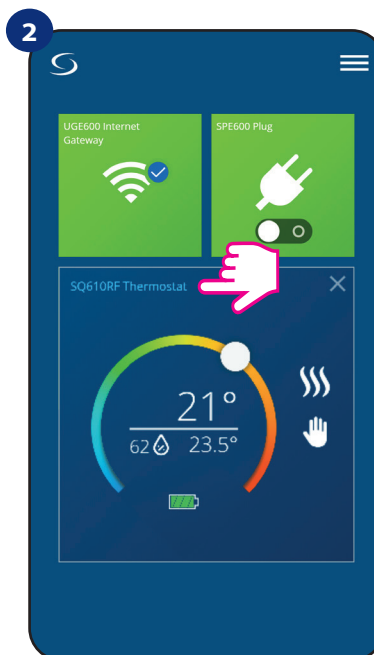 2
UGE600 Internet
Gateway
SPE600 Plug
SQ610RF Thermostat
21°
62 % 23.5°